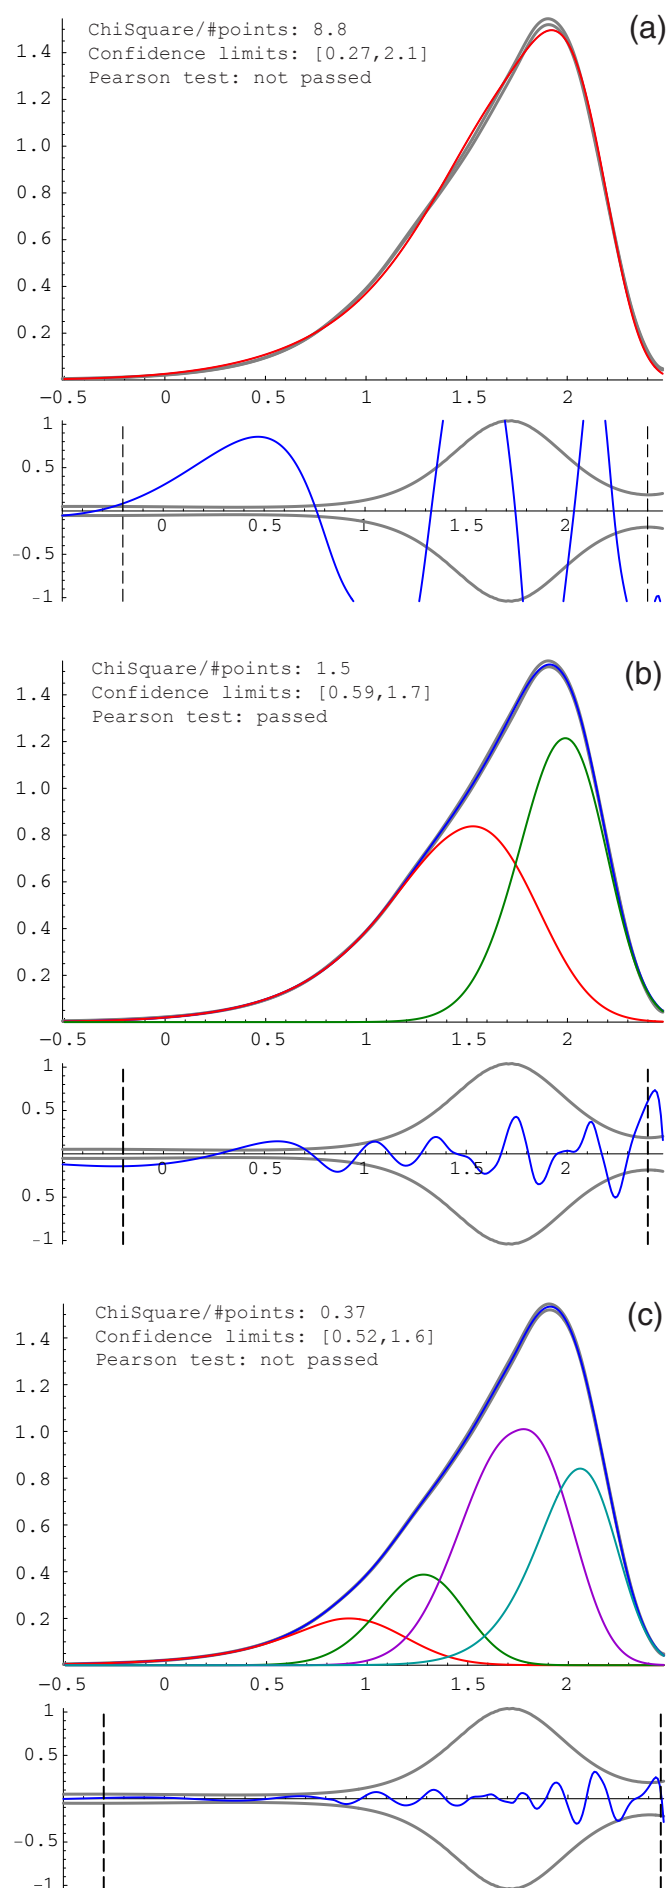 (a)
ChiSquare/#points: 8.8
Confidence limits: [0.27,2.1]
Pearson test: not passed
1.4
1.2
1.0
0.8
0.6
0.4
0.2
−0.5 0 0.5 1 1.5 2
1
0.5
0 0.5 1 1.5 2
-0.5
-1
(b)
ChiSquare/#points: 1.5
Confidence limits: [0.59,1.7]
Pearson test: passed
1.4
1.2
1.0
0.8
0.6
0.4
0.2
−0.5 0 0.5 1 1.5 2
1
0.5
0 0.5 1 1.5 2
0.5
-1
(c)
ChiSquare/#points: 0.37
Confidence limits: [0.52,1.6]
Pearson test: not passed
1.4
1.2
1.0
0.8
0.6
0.4
0.2
−0.5 0 0.5 1 1.5 2
1
0.5
0 0.5 1 1.5 2
-0.5
-1